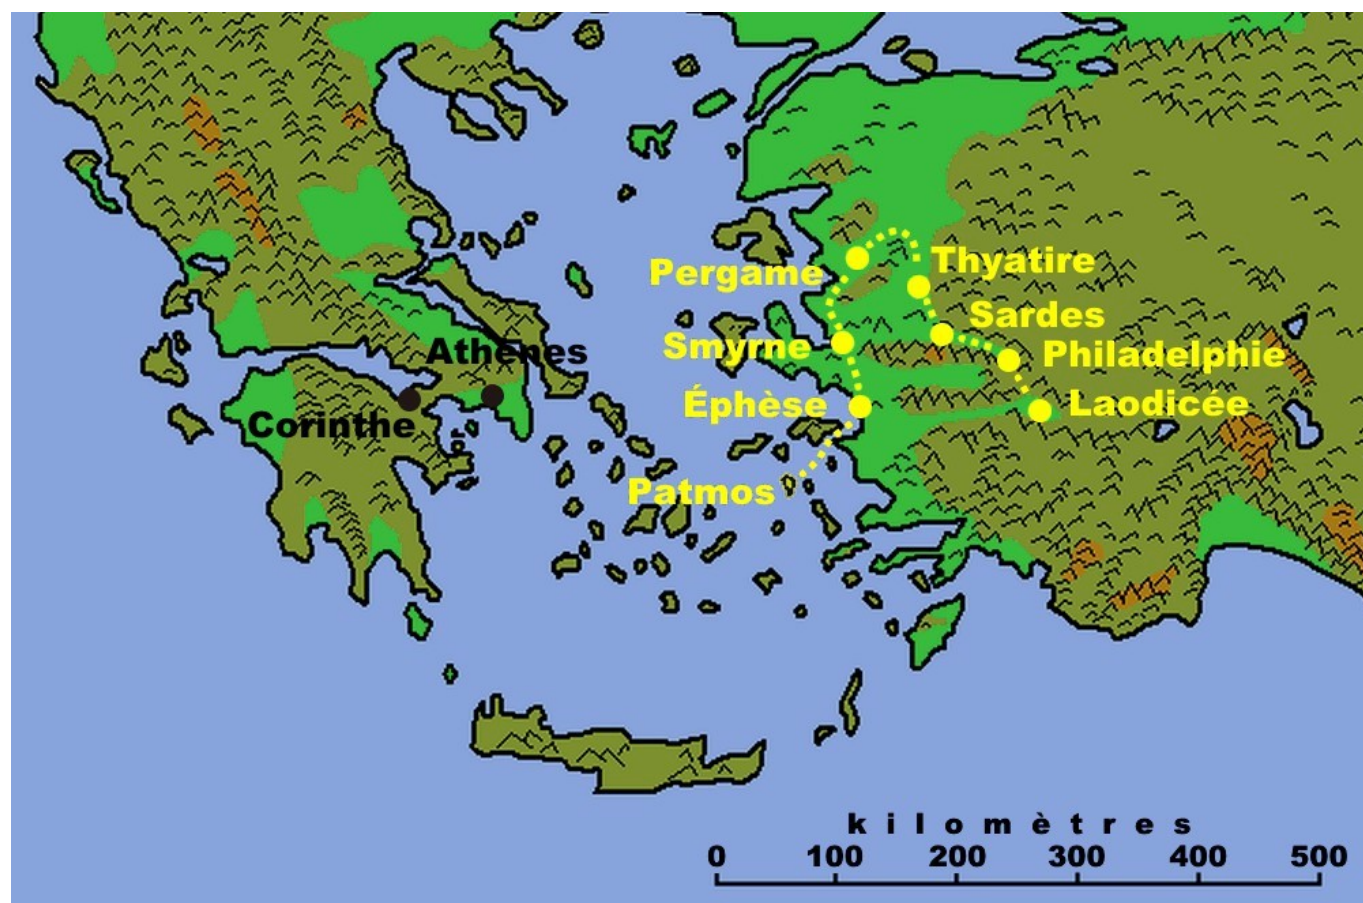 Pergame
Thyatire
Sardes
Smyrne
Philadelphie
Athènes
Éphèse
Laodicée
Corinthe
Patmos
kilomètres
0 100 200 300 400 500